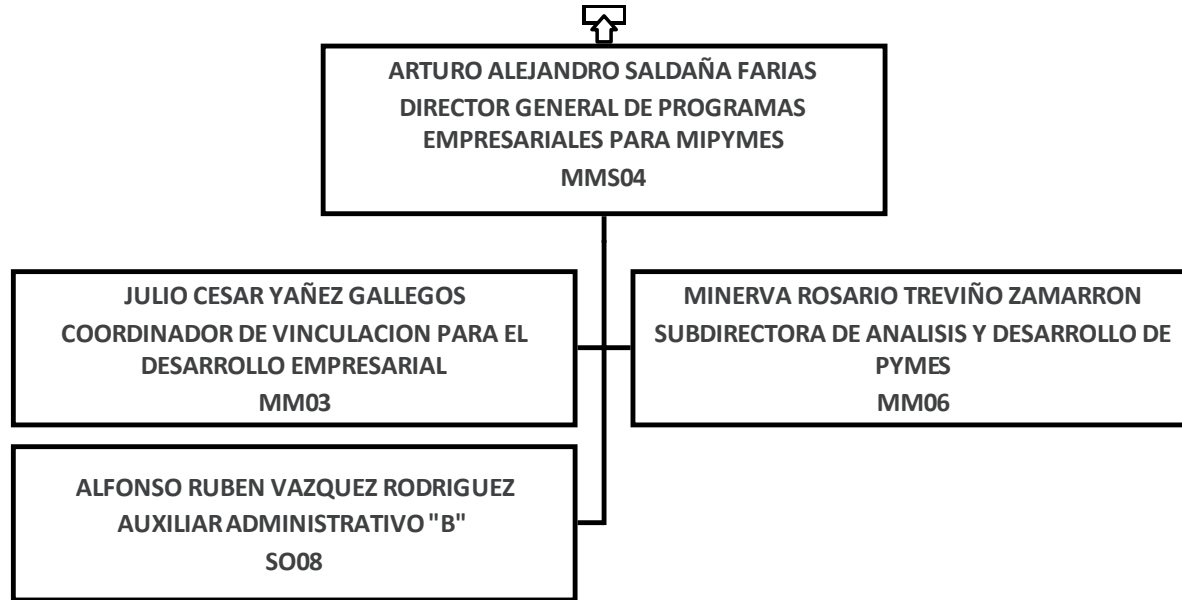 ARTURO ALEJANDRO SALDAÑA FARIAS
DIRECTOR GENERAL DE PROGRAMAS
EMPRESARIALES PARA MIPYMES
MMS04
JULIO CESAR YAÑEZ GALLEGOS
COORDINADOR DE VINCULACION PARA EL
DESARROLLO EMPRESARIAL
MM03
MINERVA ROSARIO TREVIÑO ZAMARRON
SUBDIRECTORA DE ANALISIS Y DESARROLLO DE
PYMES
MM06
ALFONSO RUBEN VAZQUEZ RODRIGUEZ
AUXILIAR ADMINISTRATIVO "B"
SO08